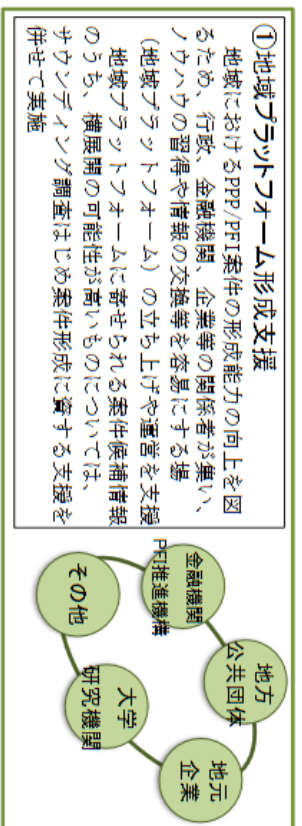 ①地域プラットフォーム形成支援
地域におけるPPP/PFI案件の形成能力の向上を図
るため、行政、金融機関、企業等の関係者が集い、
ノウハウの習得や情報の交換等を容易にする場
(地域プラットフォーム)の立ち上げや運営を支援
地域プラットフォームに寄せられる案件候補情報
のうち、横展開の可能性が高いものについては、
サウンディング調査はじめ案件形成に資する支援を
併せて実施
地方
公共団体
金融機関
PFI推進機構
地元
企業
その他
大学
研究機関